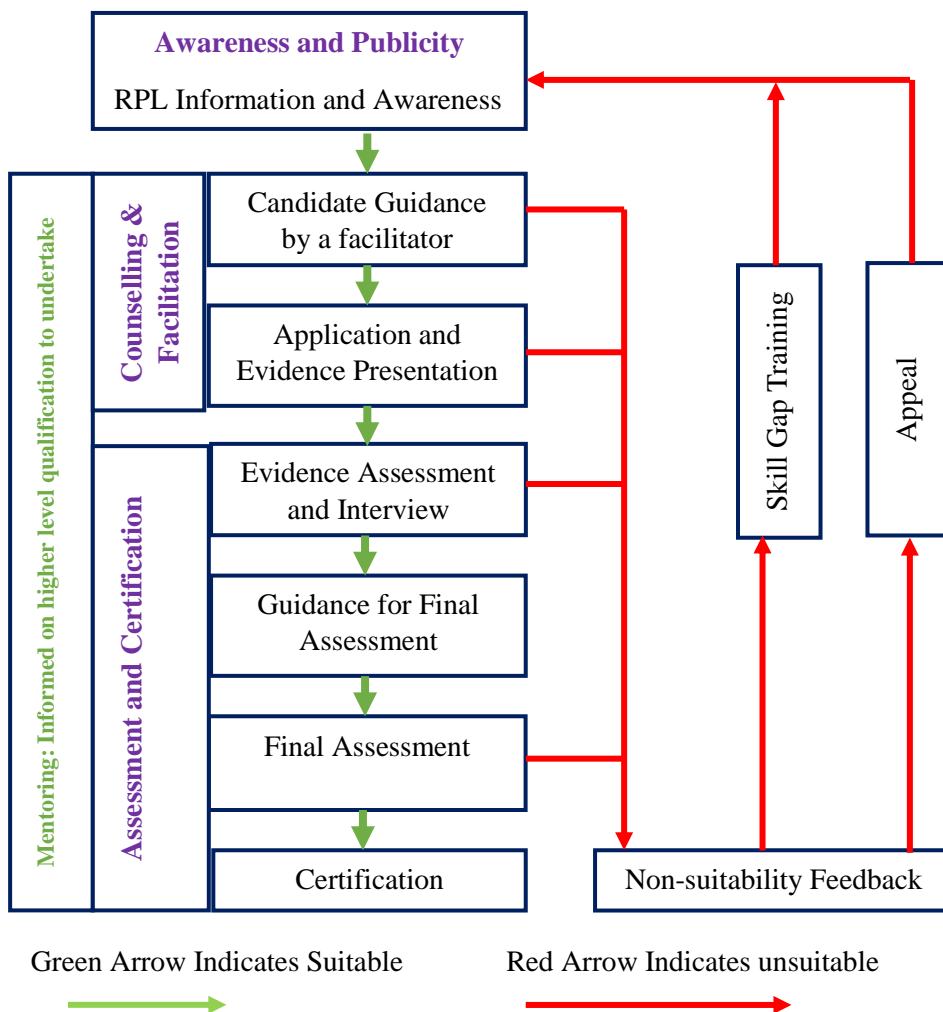 Awareness and Publicity
RPL Information and Awareness
Mentoring: Informed on higher level qualification to undertake
Counselling &
Facilitation
Candidate Guidance
by a facilitator
Application and
Evidence Presentation
Assessment and Certification
Evidence Assessment
and Interview
Guidance for Final
Assessment
Final Assessment
Certification
Skill Gap Training
Appeal
Non-suitability Feedback
Green Arrow Indicates Suitable
Red Arrow Indicates unsuitable